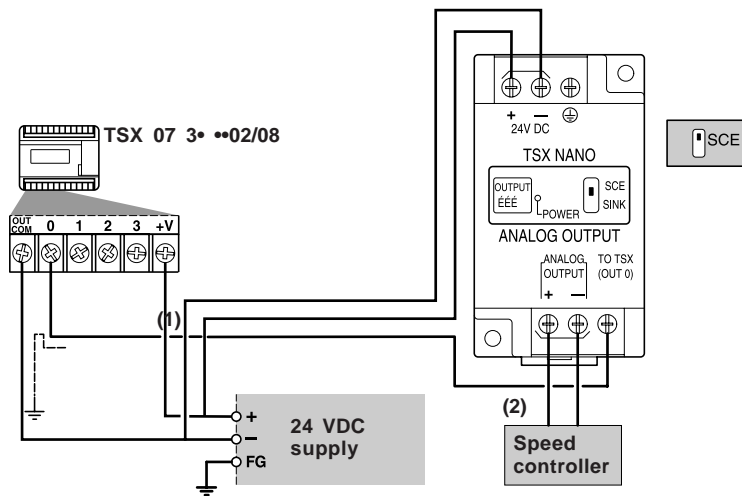 TSX 07 3• ••02/08
OUT COM 0 1 2 3 +V
(1)
+ 24 VDC
– supply
FG
+ —
24V DC
TSX NANO
OUTPUT
ÉÉÉ
POWER
SCE
SINK
ANALOG OUTPUT
ANALOG OUTPUT
TO TSX (OUT 0)
+ —
SCE
(2)
Speed
controller